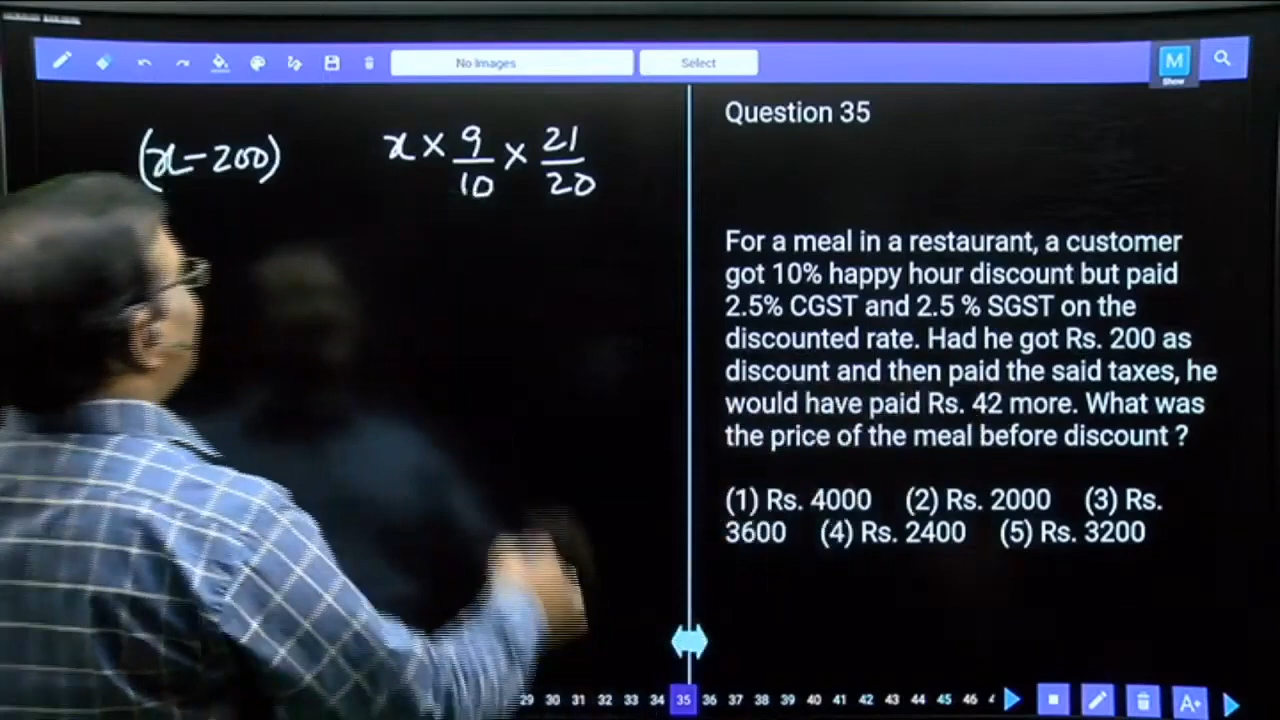 No Images
Select
M
Show
(x-200)
x × 9/10 × 21/20
Question 35
For a meal in a restaurant, a customer
got 10% happy hour discount but paid
2.5% CGST and 2.5 % SGST on the
discounted rate. Had he got Rs. 200 as
discount and then paid the said taxes, he
would have paid Rs. 42 more. What was
the price of the meal before discount ?
(1) Rs. 4000 (2) Rs. 2000 (3) Rs.
3600 (4) Rs. 2400 (5) Rs. 3200
29 30 31 32 33 34 35 36 37 38 39 40 41 42 43 44 45 46
A+